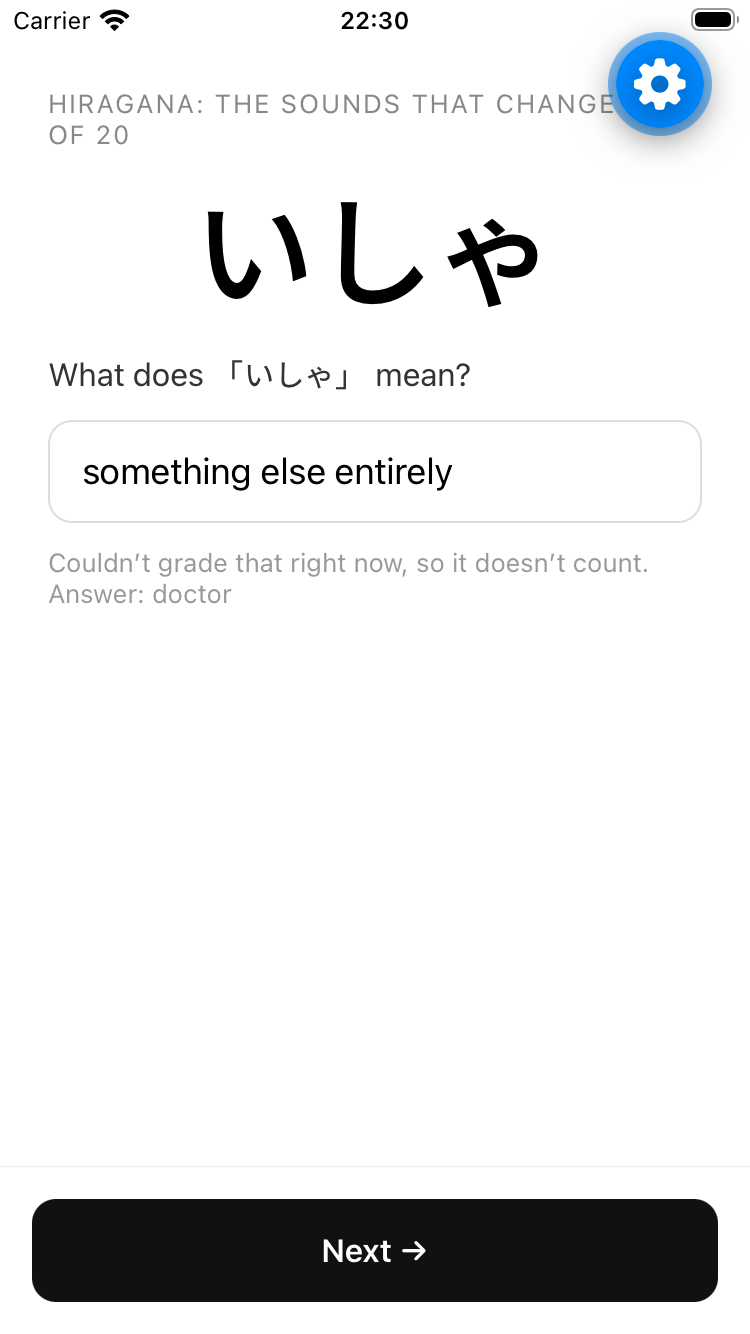 Carrier 22:30
HIRAGANA: THE SOUNDS THAT CHANGE
OF 20
いしゃ
What does 「いしゃ」 mean?
something else entirely
Couldn’t grade that right now, so it doesn’t count.
Answer: doctor
Next →